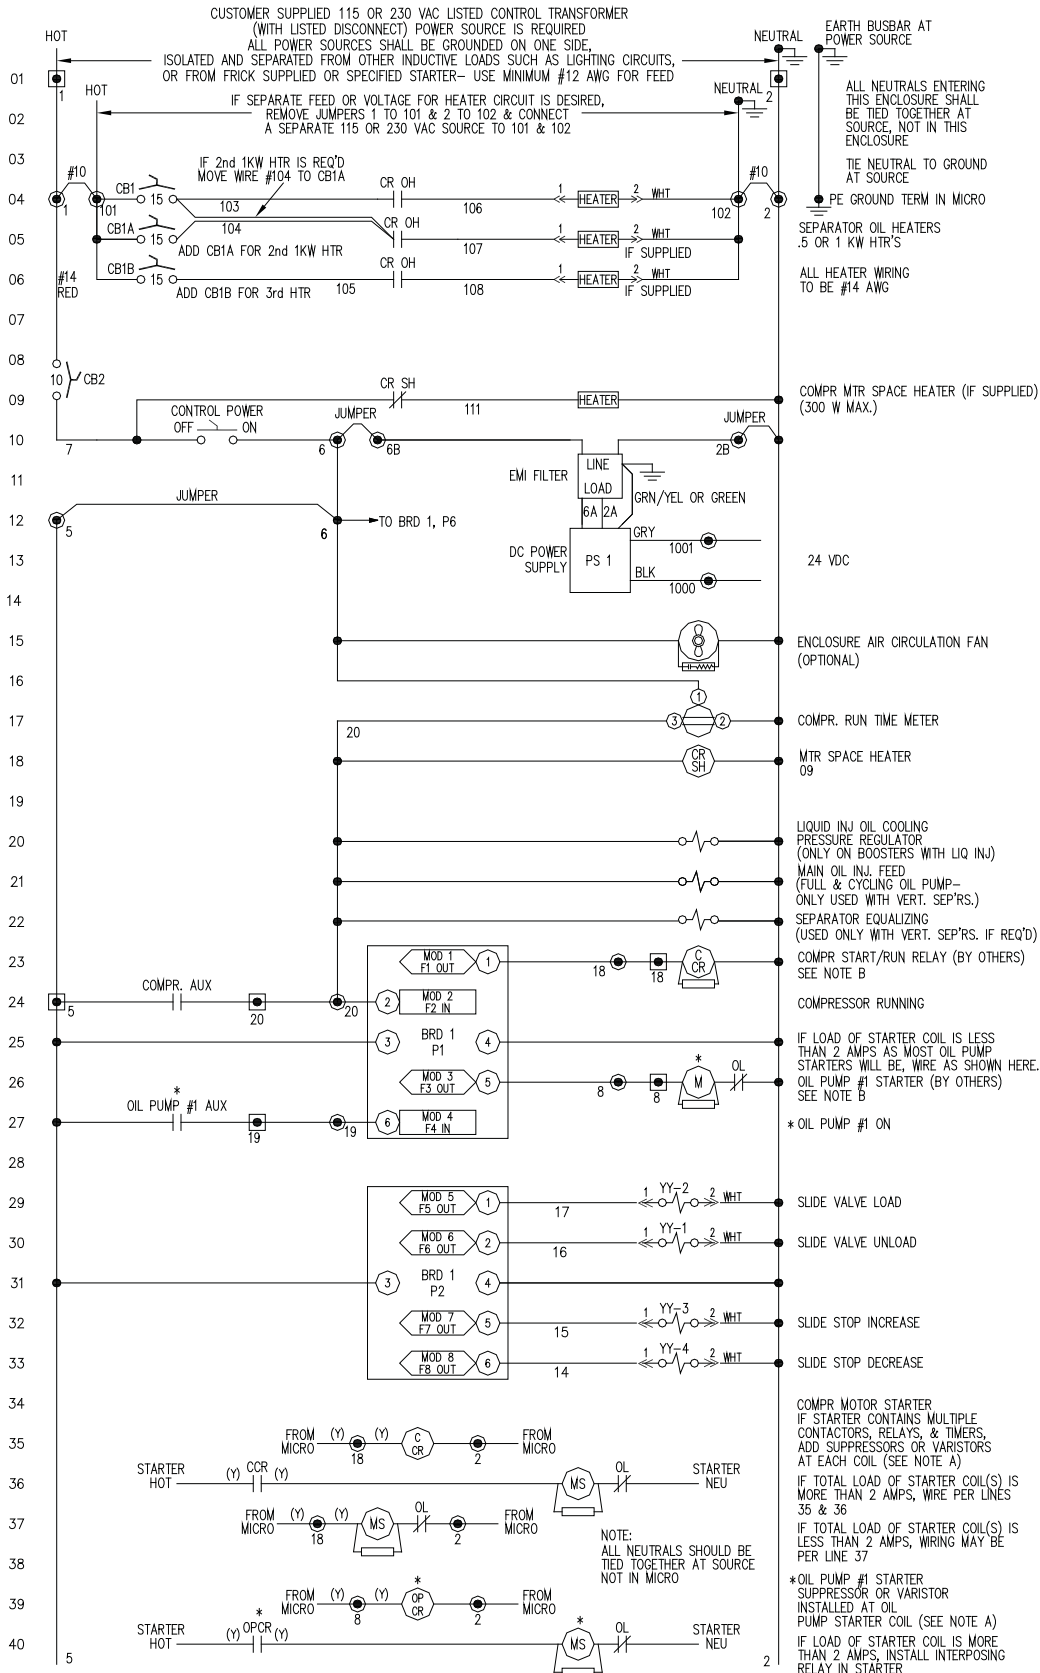 CUSTOMER SUPPLIED 115 OR 230 VAC LISTED CONTROL TRANSFORMER
(WITH LISTED DISCONNECT) POWER SOURCE IS REQUIRED
ALL POWER SOURCES SHALL BE GROUNDED ON ONE SIDE,
ISOLATED AND SEPARATED FROM OTHER INDUCTIVE LOADS SUCH AS LIGHTING CIRCUITS,
OR FROM FRICK SUPPLIED OR SPECIFIED STARTER- USE MINIMUM #12 AWG FOR FEED
HOT
NEUTRAL
EARTH BUSBAR AT
POWER SOURCE
01
1
2
HOT
NEUTRAL
IF SEPARATE FEED OR VOLTAGE FOR HEATER CIRCUIT IS DESIRED,
REMOVE JUMPERS 1 TO 101 & 2 TO 102 & CONNECT
A SEPARATE 115 OR 230 VAC SOURCE TO 101 & 102
ALL NEUTRALS ENTERING
THIS ENCLOSURE SHALL
BE TIED TOGETHER AT
SOURCE, NOT IN THIS
ENCLOSURE
02
03
IF 2nd 1KW HTR IS REQ'D
MOVE WIRE #104 TO CB1A
TIE NEUTRAL TO GROUND
AT SOURCE
#10
CB1
CR OH
#10
04
1
101
15
103
106
1
HEATER
2
WHT
102
2
PE GROUND TERM IN MICRO
CB1A
104
CR OH
05
15
ADD CB1A FOR 2nd 1KW HTR
107
1
HEATER
2
WHT
IF SUPPLIED
SEPARATOR OIL HEATERS
.5 OR 1 KW HTR'S
CB1B
CR OH
06
#14
RED
15
ADD CB1B FOR 3rd HTR
105
108
1
HEATER
2
WHT
IF SUPPLIED
ALL HEATER WIRING
TO BE #14 AWG
07
08
10
CB2
CR SH
09
111
HEATER
COMPR MTR SPACE HEATER (IF SUPPLIED)
(300 W MAX.)
CONTROL POWER
OFF
ON
JUMPER
JUMPER
10
7
6
6B
2B
11
EMI FILTER
LINE
LOAD
GRN/YEL OR GREEN
JUMPER
6A
2A
12
5
6
TO BRD 1, P6
GRY
1001
13
DC POWER
SUPPLY
PS 1
BLK
1000
24 VDC
14
15
ENCLOSURE AIR CIRCULATION FAN
(OPTIONAL)
16
1
17
20
3
2
COMPR. RUN TIME METER
18
CR
SH
MTR SPACE HEATER
09
19
20
LIQUID INJ OIL COOLING
PRESSURE REGULATOR
(ONLY ON BOOSTERS WITH LIQ INJ)
21
MAIN OIL INJ. FEED
(FULL & CYCLING OIL PUMP-
ONLY USED WITH VERT. SEP'RS.)
22
SEPARATOR EQUALIZING
(USED ONLY WITH VERT. SEP'RS. IF REQ'D)
23
MOD 1
F1 OUT
1
18
18
C
CR
COMPR START/RUN RELAY (BY OTHERS)
SEE NOTE B
COMPR. AUX
24
5
20
20
2
MOD 2
F2 IN
COMPRESSOR RUNNING
25
3
BRD 1
P1
4
IF LOAD OF STARTER COIL IS LESS
THAN 2 AMPS AS MOST OIL PUMP
STARTERS WILL BE, WIRE AS SHOWN HERE.
26
MOD 3
F3 OUT
5
8
8
*
M
OL
OIL PUMP #1 STARTER (BY OTHERS)
SEE NOTE B
*
OIL PUMP #1 AUX
27
19
19
6
MOD 4
F4 IN
* OIL PUMP #1 ON
28
29
MOD 5
F5 OUT
1
17
1
YY-2
2
WHT
SLIDE VALVE LOAD
30
MOD 6
F6 OUT
2
16
1
YY-1
2
WHT
SLIDE VALVE UNLOAD
31
3
BRD 1
P2
4
32
MOD 7
F7 OUT
5
15
1
YY-3
2
WHT
SLIDE STOP INCREASE
33
MOD 8
F8 OUT
6
14
1
YY-4
2
WHT
SLIDE STOP DECREASE
34
COMPR MOTOR STARTER
IF STARTER CONTAINS MULTIPLE
CONTACTORS, RELAYS, & TIMERS,
ADD SUPPRESSORS OR VARISTORS
AT EACH COIL (SEE NOTE A)
35
FROM
MICRO
(Y)
18
(Y)
C
CR
2
FROM
MICRO
36
STARTER
HOT
(Y)
CCR
(Y)
MS
OL
STARTER
NEU
IF TOTAL LOAD OF STARTER COIL(S) IS
MORE THAN 2 AMPS, WIRE PER LINES
35 & 36
37
FROM
MICRO
(Y)
18
(Y)
MS
OL
2
FROM
MICRO
IF TOTAL LOAD OF STARTER COIL(S) IS
LESS THAN 2 AMPS, WIRING MAY BE
PER LINE 37
38
NOTE:
ALL NEUTRALS SHOULD BE
TIED TOGETHER AT SOURCE
NOT IN MICRO
39
FROM
MICRO
(Y)
8
(Y)
*
OP
CR
2
FROM
MICRO
* OIL PUMP #1 STARTER
SUPPRESSOR OR VARISTOR
INSTALLED AT OIL
PUMP STARTER COIL (SEE NOTE A)
40
5
STARTER
HOT
*
(Y)
OPCR
(Y)
*
MS
OL
STARTER
NEU
2
IF LOAD OF STARTER COIL IS MORE
THAN 2 AMPS, INSTALL INTERPOSING
RELAY IN STARTER